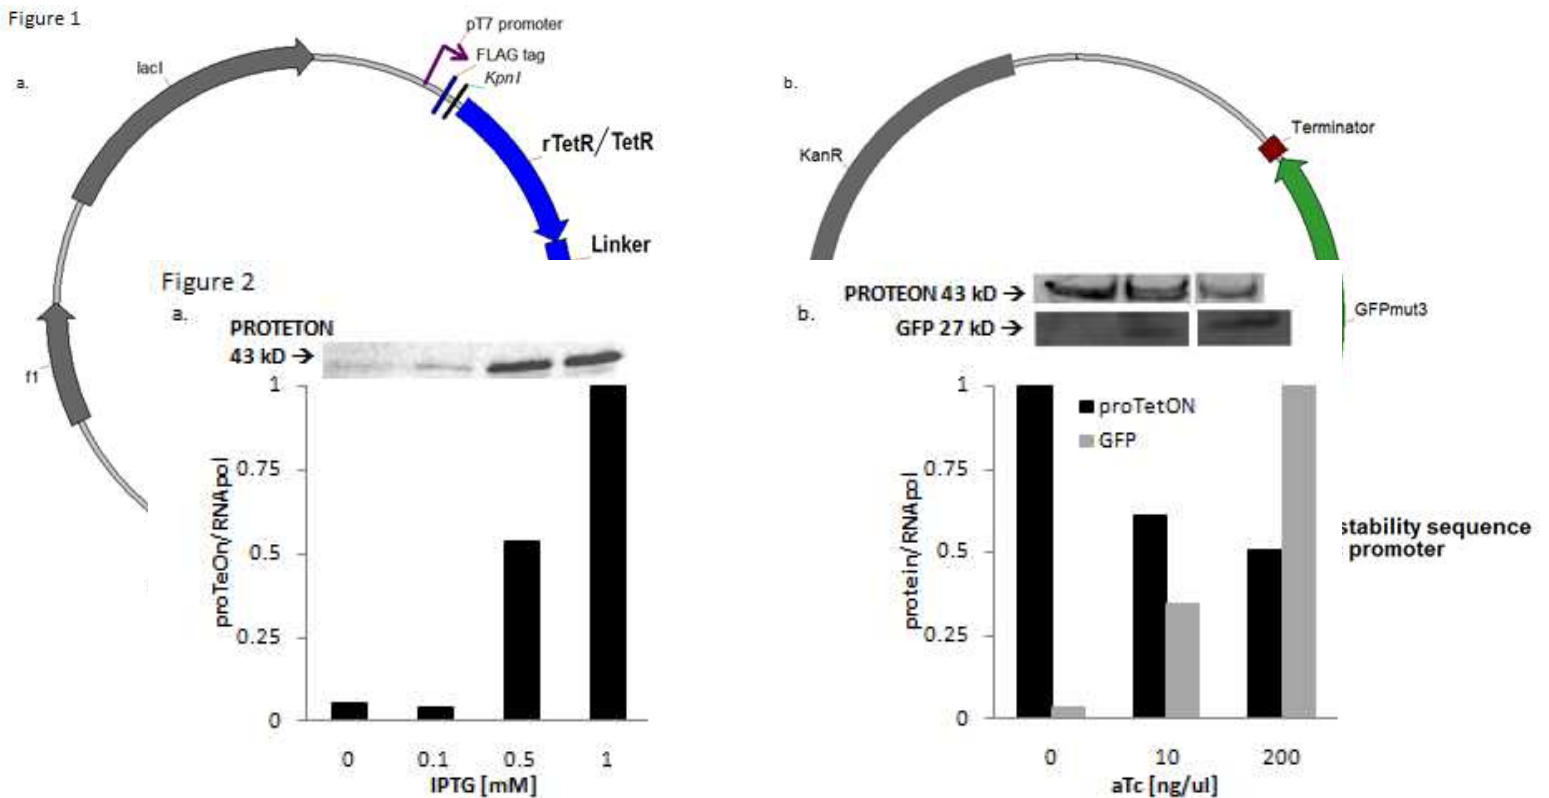 Figure 1
a.
lacI
pT7 promoter
FLAG tag
KpnI
rTetR/TetR
Linker
f1
b.
KanR
Terminator
GFPmut3
stability sequence
promoter
Figure 2
a.
PROTETON
43 kD →
1
0.75
0.5
0.25
0
proTeOn/RNApol
0 0.1 0.5 1
IPTG [mM]
b.
PROTEON 43 kD →
GFP 27 kD →
1
0.75
0.5
0.25
0
protein/RNApol
proTetON
GFP
0 10 200
aTc [ng/ul]